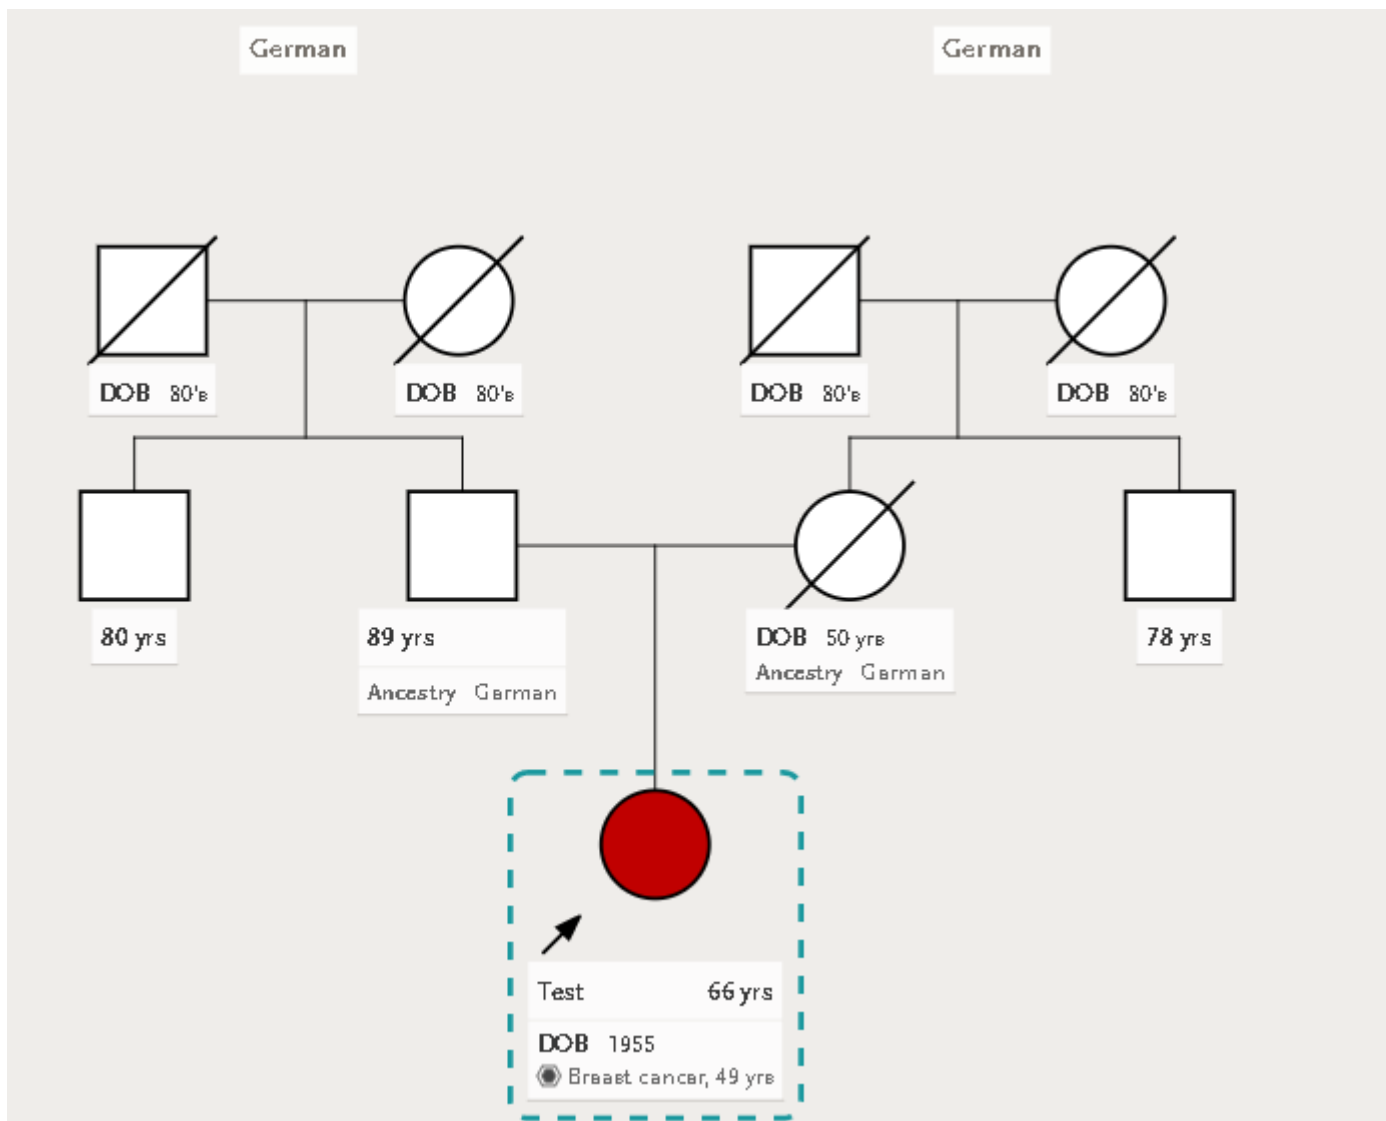 German
German
DOB 80's
DOB 80's
DOB 80's
DOB 80's
80 yrs
89 yrs
Ancestry German
DOB 50 yrs
Ancestry German
78 yrs
Test 66 yrs
DOB 1955
Breast cancer, 49 yrs